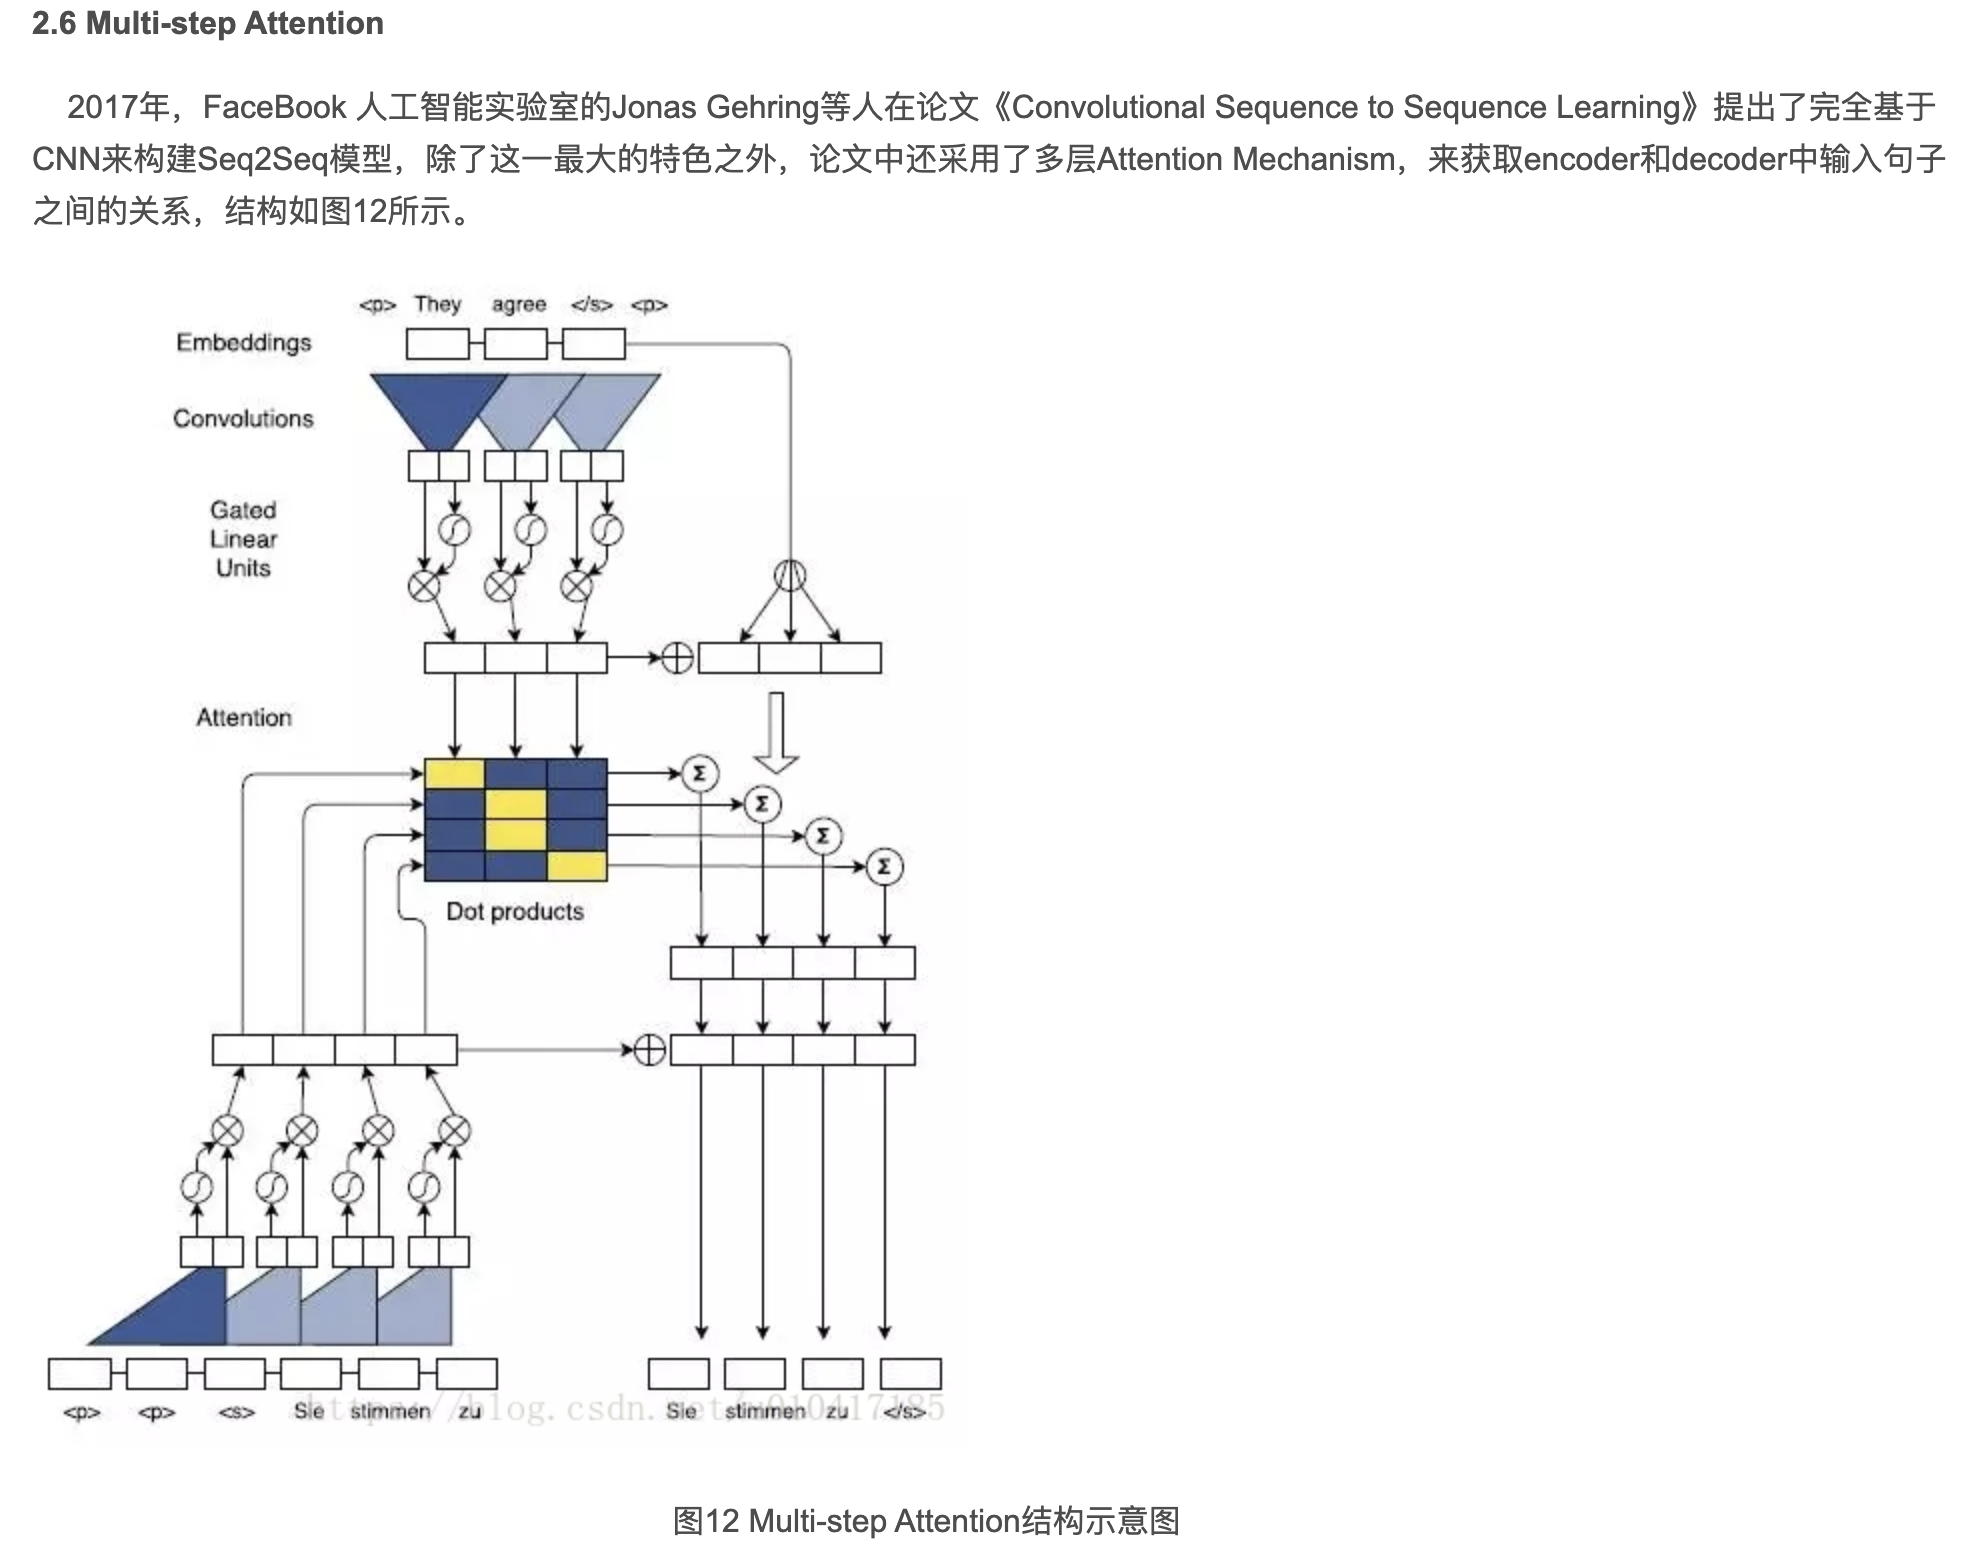 2.6 Multi-step Attention
2017年，FaceBook 人工智能实验室的Jonas Gehring等人在论文《Convolutional Sequence to Sequence Learning》提出了完全基于
CNN来构建Seq2Seq模型，除了这一最大的特色之外，论文中还采用了多层Attention Mechanism，来获取encoder和decoder中输入句子
之间的关系，结构如图12所示。
<p> They agree </s> <p>
Embeddings
Convolutions
Gated
Linear
Units
Attention
Σ
Σ
Σ
Σ
Dot products
<p> <p> <s> Sie stimmen zu
Sie stimmen zu </s>
https://blog.csdn.net/u010417185
图12 Multi-step Attention结构示意图